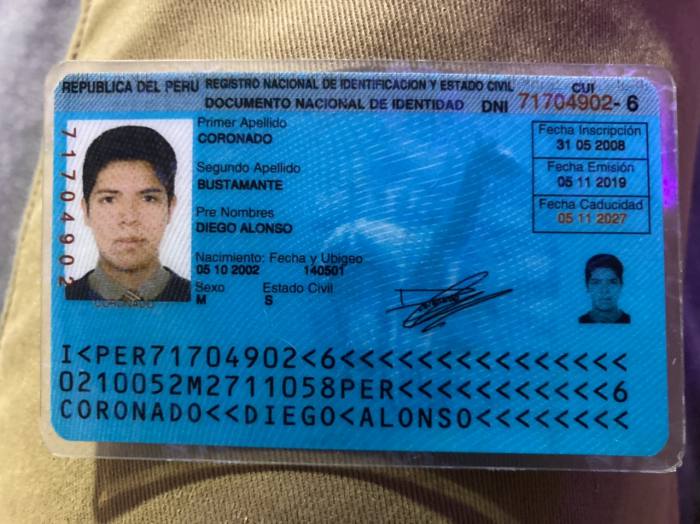 REPUBLICA DEL PERU REGISTRO NACIONAL DE IDENTIFICACION Y ESTADO CIVIL CUI
DOCUMENTO NACIONAL DE IDENTIDAD DNI 71704902-6
71704902
Primer Apellido
CORONADO
Segundo Apellido
BUSTAMANTE
Pre Nombres
DIEGO ALONSO
Nacimiento: Fecha y Ubigeo
05 10 2002 140501
Sexo Estado Civil
M S
Fecha Inscripción
31 05 2008
Fecha Emisión
05 11 2019
Fecha Caducidad
05 11 2027
CORONADO
I<PER71704902<6<<<<<<<<<<<<<<<
0210052M2711058PER<<<<<<<<<<<6
CORONADO<<DIEGO<ALONSO<<<<<<<<